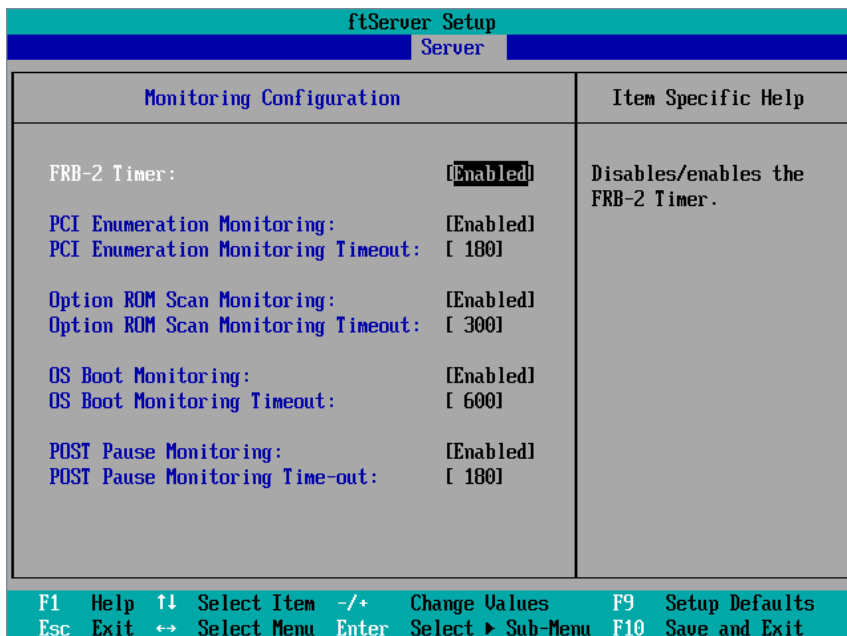 ftServer Setup
Server
Monitoring Configuration
Item Specific Help
FRB-2 Timer: [Enabled]
PCI Enumeration Monitoring: [Enabled]
PCI Enumeration Monitoring Timeout: [ 180]
Option ROM Scan Monitoring: [Enabled]
Option ROM Scan Monitoring Timeout: [ 300]
OS Boot Monitoring: [Enabled]
OS Boot Monitoring Timeout: [ 600]
POST Pause Monitoring: [Enabled]
POST Pause Monitoring Time-out: [ 180]
Disables/enables the
FRB-2 Timer.
F1 Help ↑↓ Select Item -/+ Change Values F9 Setup Defaults
Esc Exit ↔ Select Menu Enter Select ▶ Sub-Menu F10 Save and Exit